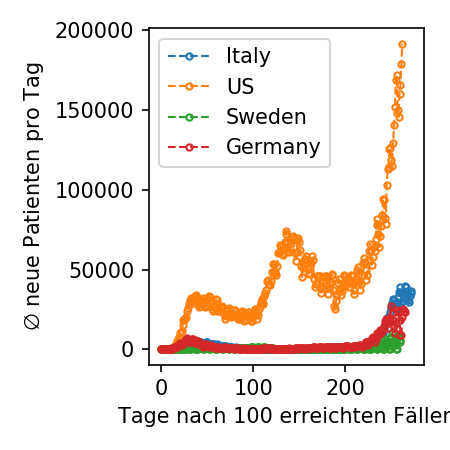 200000
150000
100000
50000
0
∅ neue Patienten pro Tag
Italy
US
Sweden
Germany
0 100 200
Tage nach 100 erreichten Fällen